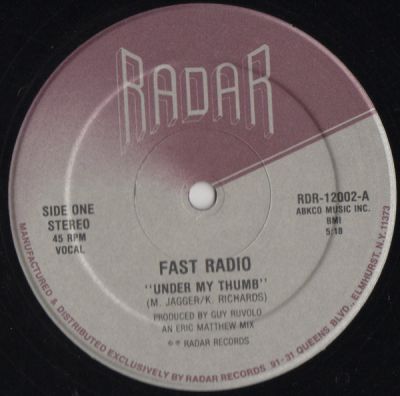 RADAR
SIDE ONE
STEREO
45 RPM
VOCAL
RDR-12002-A
ABKCO MUSIC INC.
BMI
5:18
FAST RADIO
"UNDER MY THUMB"
(M. JAGGER/K. RICHARDS)
PRODUCED BY GUY RUVOLO
AN ERIC MATTHEW MIX
©℗ RADAR RECORDS
MANUFACTURED & DISTRIBUTED EXCLUSIVELY BY RADAR RECORDS 91-31 QUEENS BLVD., ELMHURST, N.Y. 11373